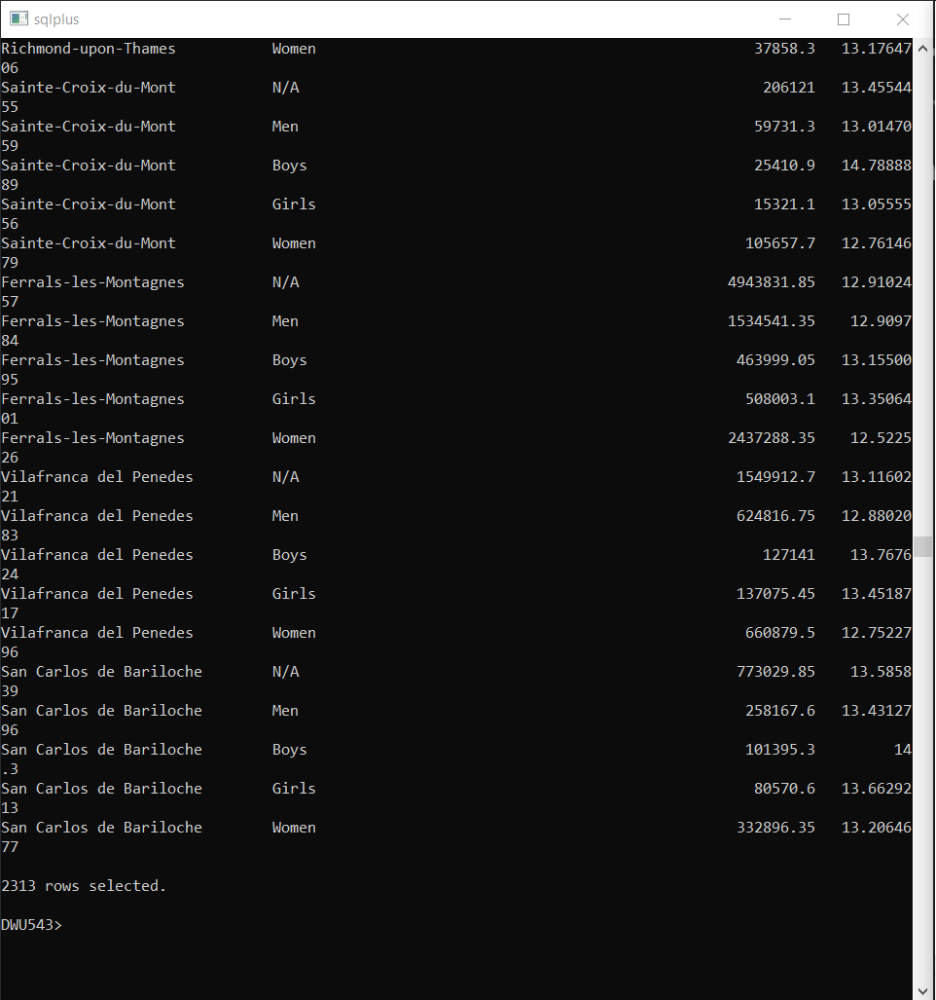 sqlplus
Richmond-upon-Thames Women 37858.3 13.17647
06
Sainte-Croix-du-Mont N/A 206121 13.45544
55
Sainte-Croix-du-Mont Men 59731.3 13.01470
59
Sainte-Croix-du-Mont Boys 25410.9 14.78888
89
Sainte-Croix-du-Mont Girls 15321.1 13.05555
56
Sainte-Croix-du-Mont Women 105657.7 12.76146
79
Ferrals-les-Montagnes N/A 4943831.85 12.91024
57
Ferrals-les-Montagnes Men 1534541.35 12.9097
84
Ferrals-les-Montagnes Boys 463999.05 13.15500
95
Ferrals-les-Montagnes Girls 508003.1 13.35064
01
Ferrals-les-Montagnes Women 2437288.35 12.5225
26
Vilafranca del Penedes N/A 1549912.7 13.11602
21
Vilafranca del Penedes Men 624816.75 12.88020
83
Vilafranca del Penedes Boys 127141 13.7676
24
Vilafranca del Penedes Girls 137075.45 13.45187
17
Vilafranca del Penedes Women 660879.5 12.75227
96
San Carlos de Bariloche N/A 773029.85 13.5858
39
San Carlos de Bariloche Men 258167.6 13.43127
96
San Carlos de Bariloche Boys 101395.3 14
.3
San Carlos de Bariloche Girls 80570.6 13.66292
13
San Carlos de Bariloche Women 332896.35 13.20646
77
2313 rows selected.
DWU543>